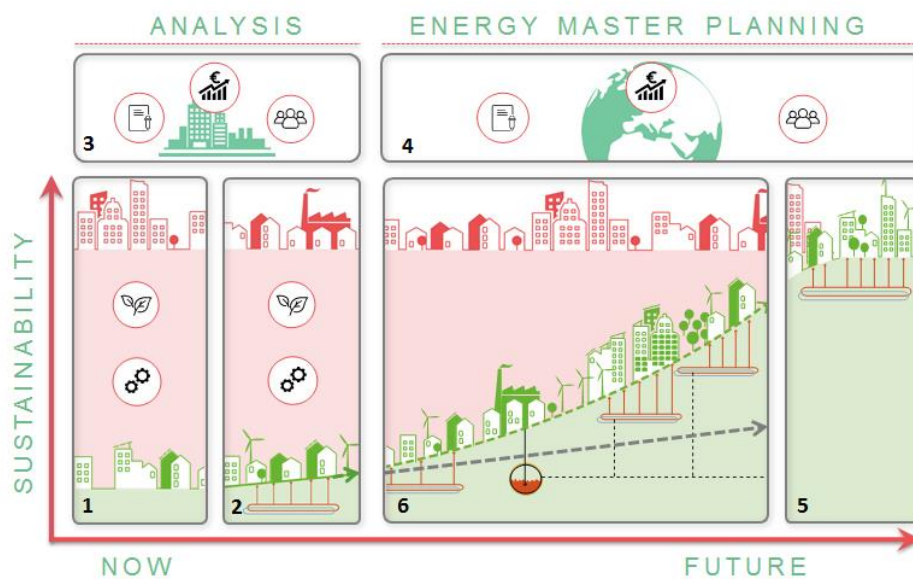 ANALYSIS
ENERGY MASTER PLANNING
€
3
€
4
SUSTAINABILITY
1
2
6
5
NOW
FUTURE